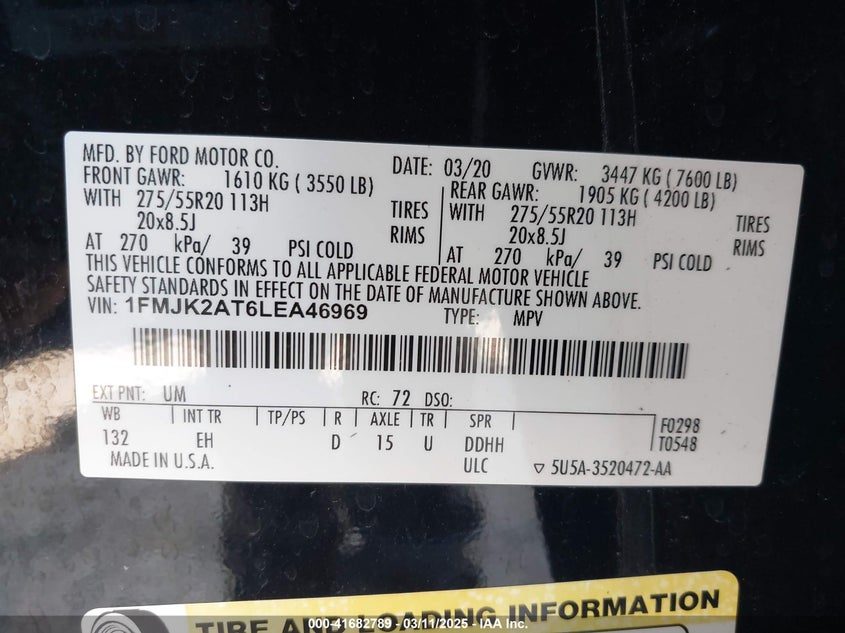 MFD. BY FORD MOTOR CO. DATE: 03/20 GVWR: 3447 KG ( 7600 LB)
FRONT GAWR: 1610 KG ( 3550 LB) REAR GAWR: 1905 KG ( 4200 LB)
WITH 275/55R20 113H TIRES WITH 275/55R20 113H TIRES
20x8.5J RIMS 20x8.5J RIMS
AT 270 kPa/ 39 PSI COLD AT 270 kPa/ 39 PSI COLD
THIS VEHICLE CONFORMS TO ALL APPLICABLE FEDERAL MOTOR VEHICLE
SAFETY STANDARDS IN EFFECT ON THE DATE OF MANUFACTURE SHOWN ABOVE.
VIN: 1FMJK2AT6LEA46969 TYPE: MPV
EXT PNT: UM RC: 72 DSO:
WB INT TR TP/PS R AXLE TR SPR F0298
132 EH D 15 U DDHH T0548
MADE IN U.S.A. ULC ▽ 5U5A-3520472-AA
TIRE AND LOADING INFORMATION
000-41682789 - 03/11/2025 - IAA Inc.